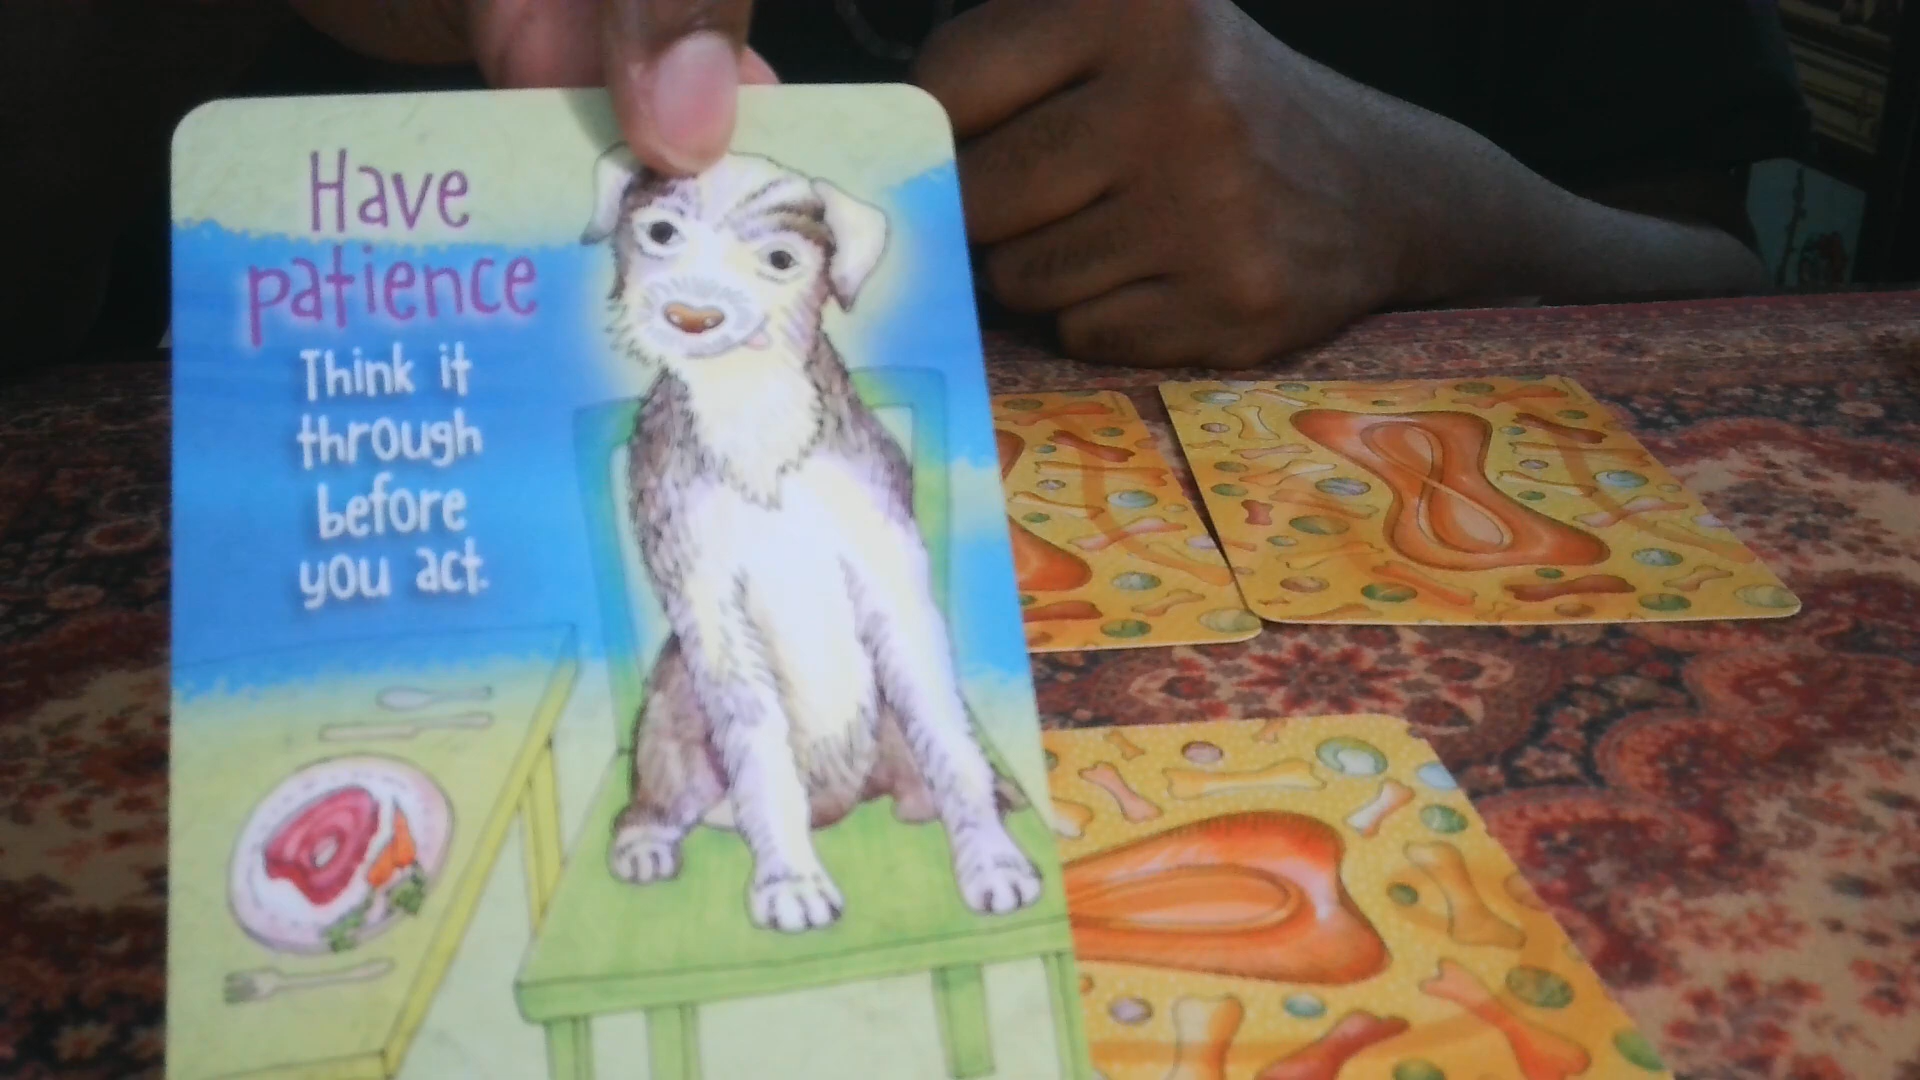 Have
patience
Think it
through
before
you act.